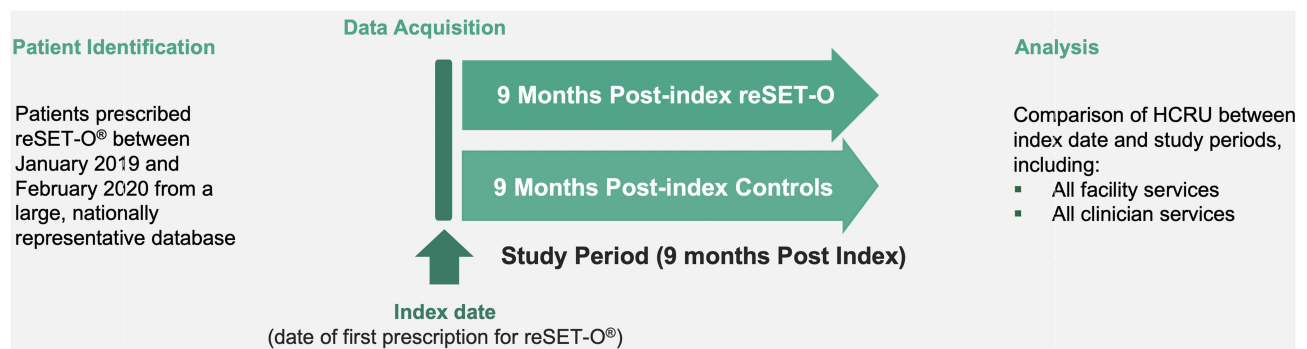 Patient Identification
Patients prescribed
reSET-O® between
January 2019 and
February 2020 from a
large, nationally
representative database
Data Acquisition
9 Months Post-index reSET-O
9 Months Post-index Controls
Study Period (9 months Post Index)
Index date
(date of first prescription for reSET-O®)
Analysis
Comparison of HCRU between
index date and study periods,
including:
▪ All facility services
▪ All clinician services